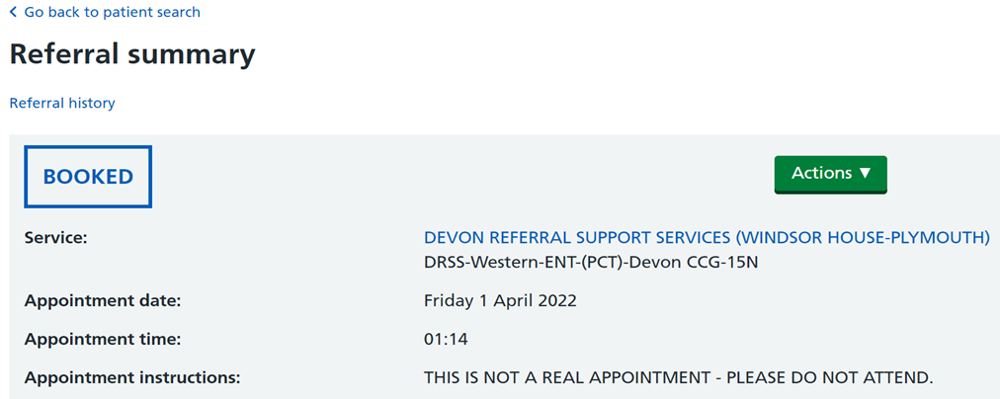 Go back to patient search
Referral summary
Referral history
BOOKED
Actions ▼
Service:
DEVON REFERRAL SUPPORT SERVICES (WINDSOR HOUSE-PLYMOUTH)
DRSS-Western-ENT-(PCT)-Devon CCG-15N
Appointment date:
Friday 1 April 2022
Appointment time:
01:14
Appointment instructions:
THIS IS NOT A REAL APPOINTMENT - PLEASE DO NOT ATTEND.